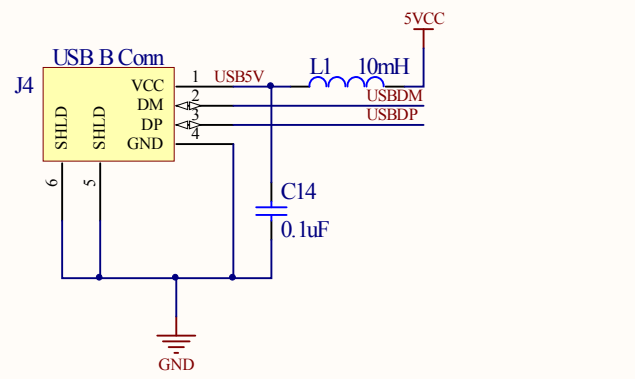 5VCC
USB B Conn
J4
1
USB5V
L1
10mH
VCC
2
USBDM
DM
3
USBDP
DP
4
GND
SHLD
SHLD
6
5
C14
0.1uF
GND